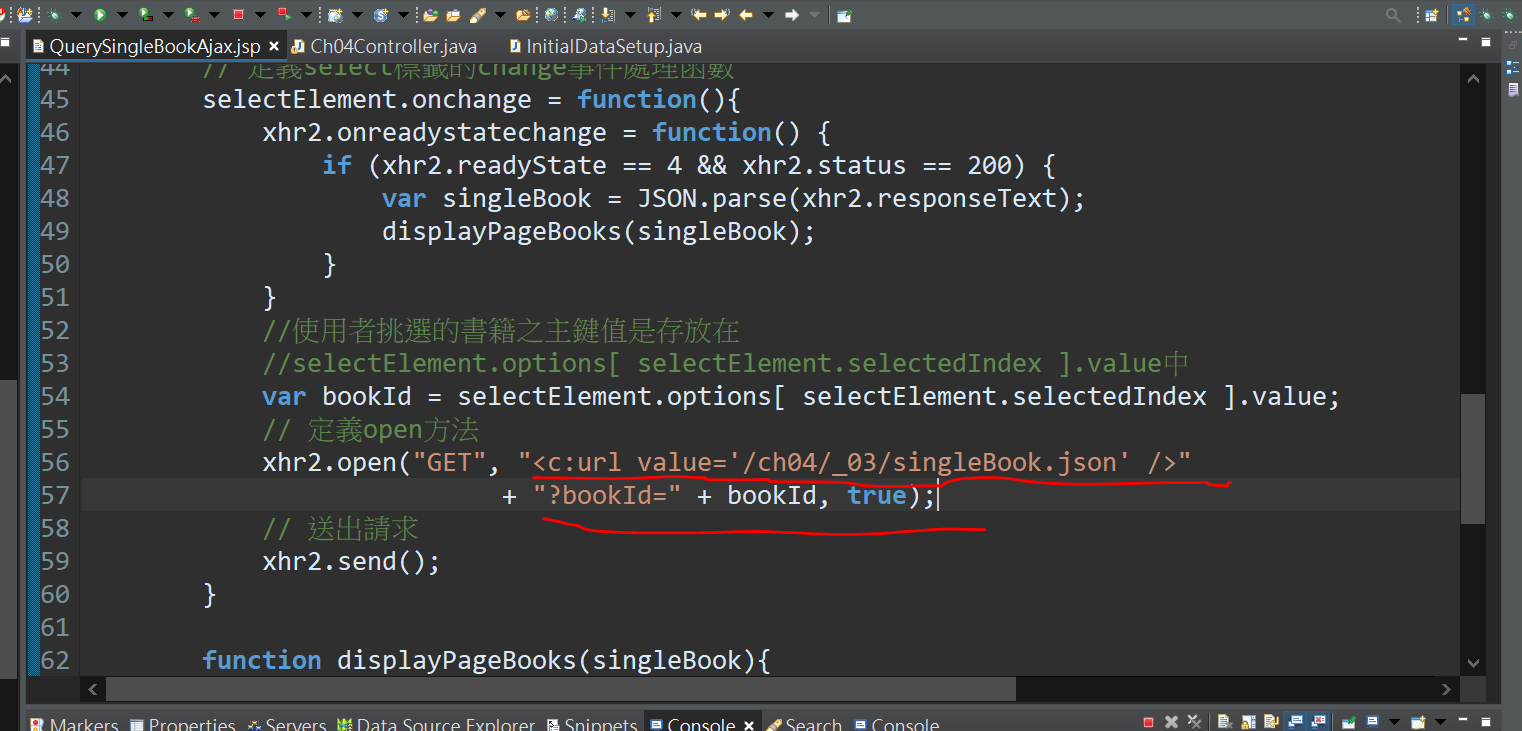 QuerySingleBookAjax.jsp Ch04Controller.java InitialDataSetup.java
44 // 定義select標籤的change事件處理函數
45 selectElement.onchange = function(){
46 xhr2.onreadystatechange = function() {
47 if (xhr2.readyState == 4 && xhr2.status == 200) {
48 var singleBook = JSON.parse(xhr2.responseText);
49 displayPageBooks(singleBook);
50 }
51 }
52 //使用者挑選的書籍之主鍵值是存放在
53 //selectElement.options[ selectElement.selectedIndex ].value中
54 var bookId = selectElement.options[ selectElement.selectedIndex ].value;
55 // 定義open方法
56 xhr2.open("GET", "<c:url value='/ch04/_03/singleBook.json' />"
57 + "?bookId=" + bookId, true);
58 // 送出請求
59 xhr2.send();
60 }
61
62 function displayPageBooks(singleBook){
Markers Properties Servers Data Source Explorer Snippets Console Search Console